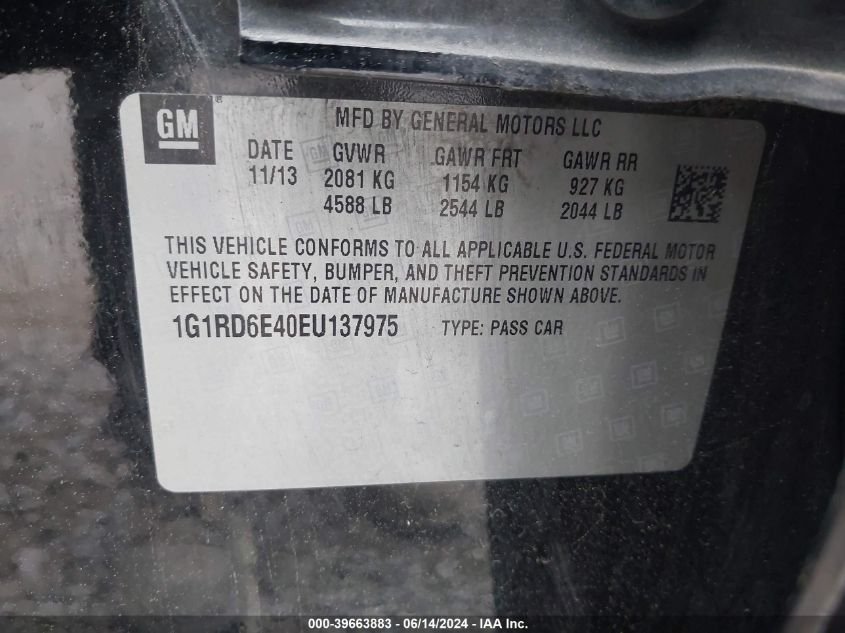 GM ®
MFD BY GENERAL MOTORS LLC
DATE GVWR GAWR FRT GAWR RR
11/13 2081 KG 1154 KG 927 KG
4588 LB 2544 LB 2044 LB
THIS VEHICLE CONFORMS TO ALL APPLICABLE U.S. FEDERAL MOTOR
VEHICLE SAFETY, BUMPER, AND THEFT PREVENTION STANDARDS IN
EFFECT ON THE DATE OF MANUFACTURE SHOWN ABOVE.
1G1RD6E40EU137975 TYPE: PASS CAR
000-39663883 - 06/14/2024 - IAA Inc.